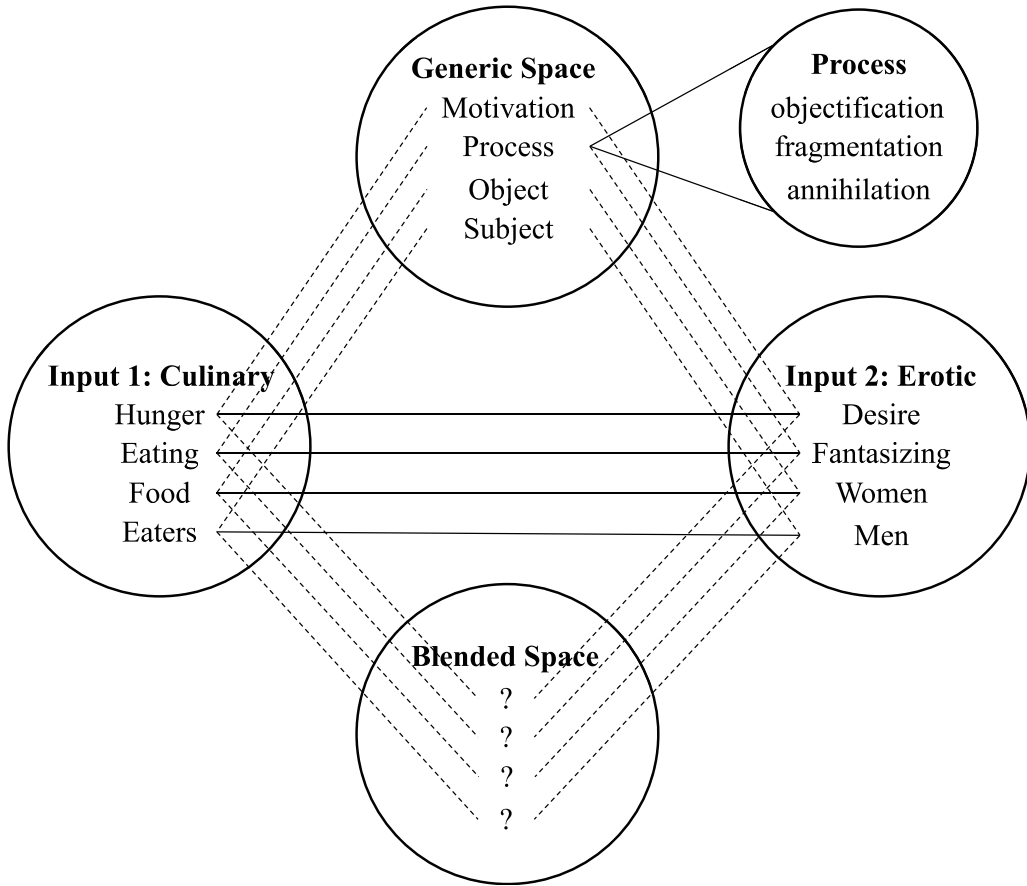 Generic Space
Motivation
Process
Object
Subject
Process
objectification
fragmentation
annihilation
Input 1: Culinary
Hunger
Eating
Food
Eaters
Input 2: Erotic
Desire
Fantasizing
Women
Men
Blended Space
?
?
?
?